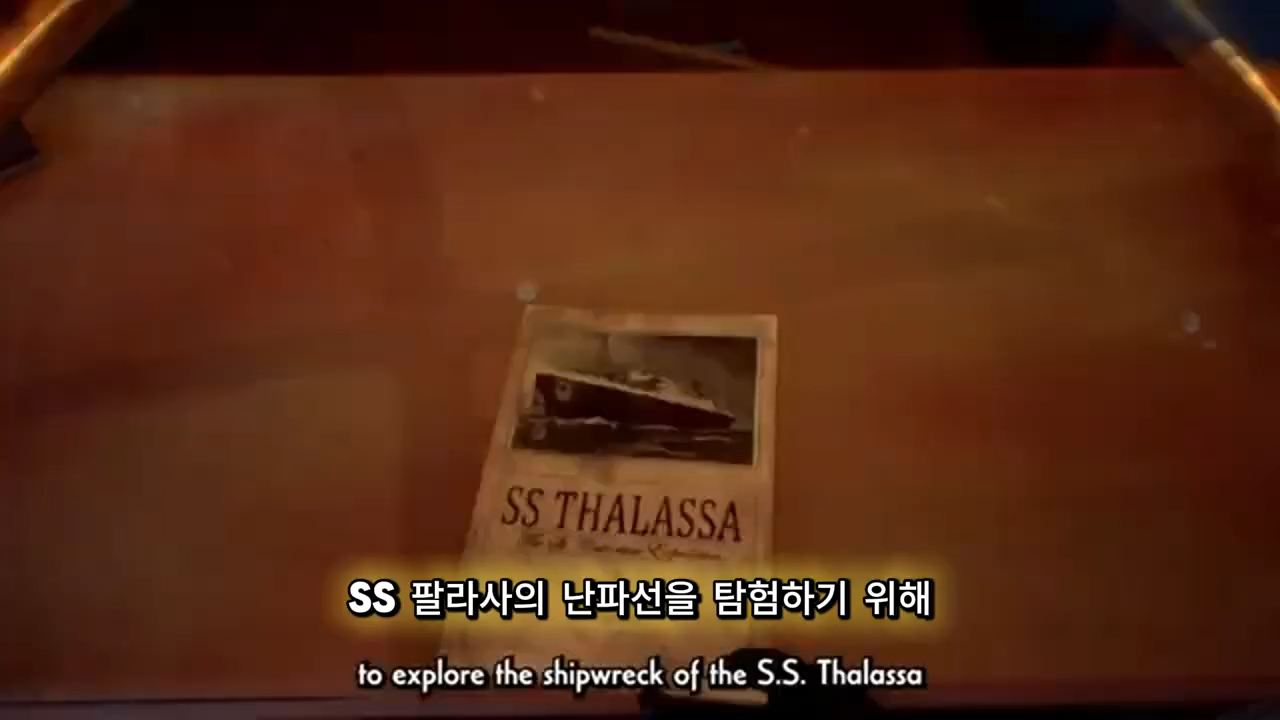 SS THALASSA
SS 팔라사의 난파선을 탐험하기 위해
to explore the shipwreck of the S.S. Thalassa